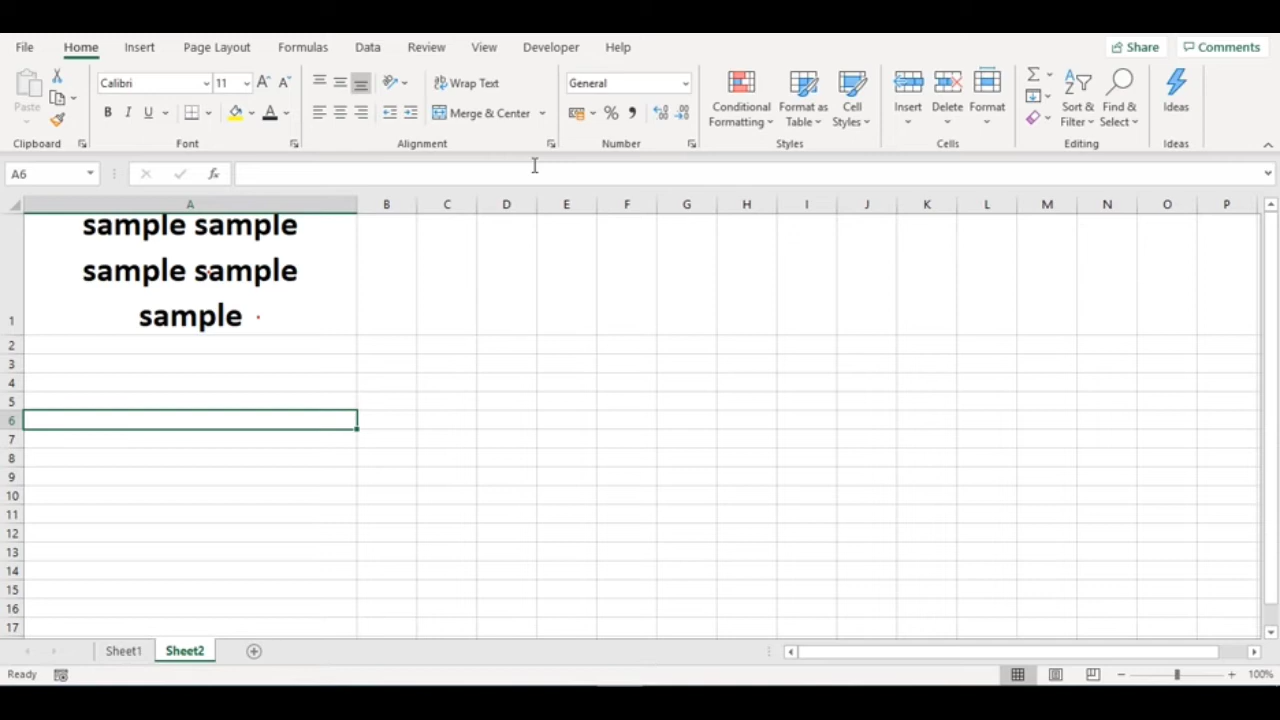 File Home Insert Page Layout Formulas Data Review View Developer Help Share Comments
Calibri 11 Wrap Text General
Paste Merge & Center Conditional Formatting Format as Table Cell Styles Insert Delete Format Sort & Filter Find & Select Ideas
Clipboard Font Alignment Number Styles Cells Editing Ideas
A6 fx
A B C D E F G H I J K L M N O P
sample sample
sample sample
1 sample
2
3
4
5
6
7
8
9
10
11
12
13
14
15
16
17
Sheet1 Sheet2
Ready 100%